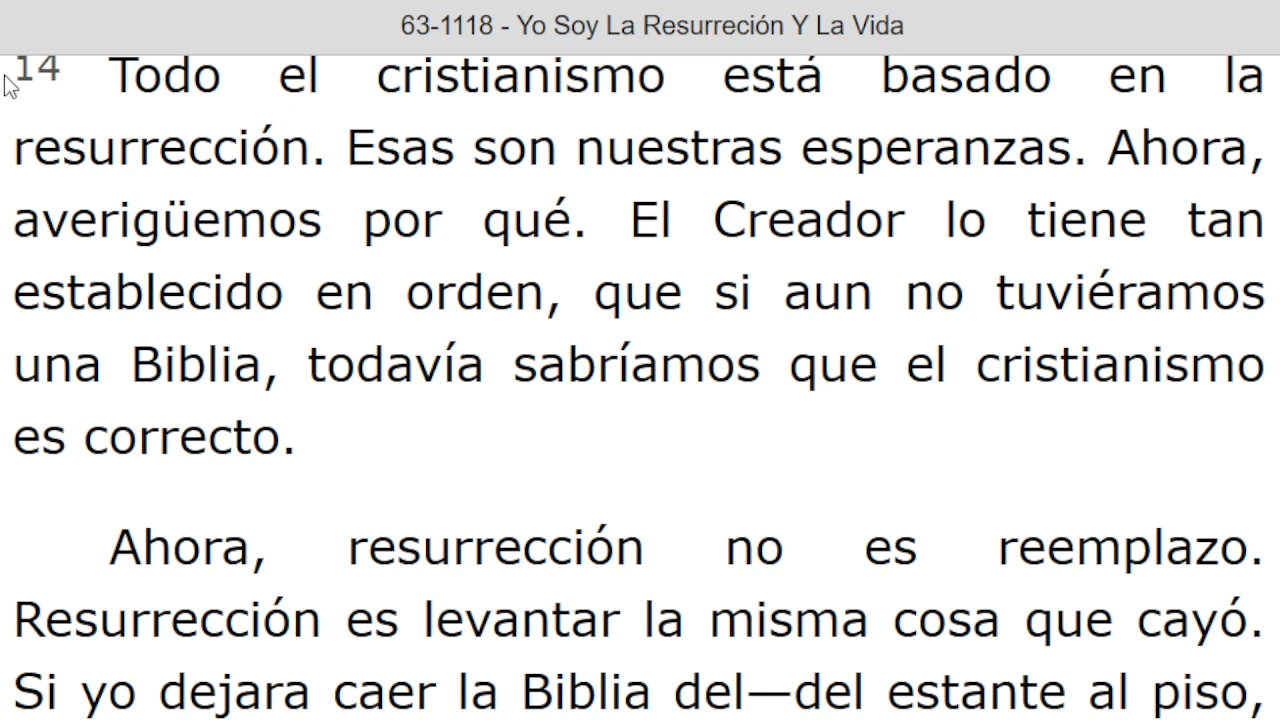 63-1118 - Yo Soy La Resurreción Y La Vida
14 Todo el cristianismo está basado en la
resurrección. Esas son nuestras esperanzas. Ahora,
averigüemos por qué. El Creador lo tiene tan
establecido en orden, que si aun no tuviéramos
una Biblia, todavía sabríamos que el cristianismo
es correcto.
Ahora, resurrección no es reemplazo.
Resurrección es levantar la misma cosa que cayó.
Si yo dejara caer la Biblia del—del estante al piso,